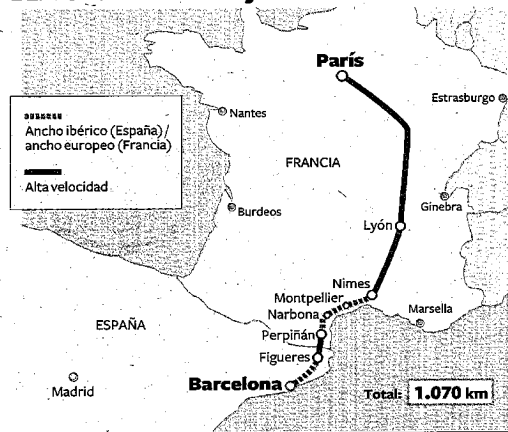 París
Estrasburgo
Nantes
Ancho ibérico (España)/
ancho europeo (Francia)
Alta velocidad
FRANCIA
Burdeos
Ginebra
Lyón
Nimes
Montpellier
Narbona
Marsella
ESPAÑA
Perpiñán
Figueres
Madrid
Barcelona
Total: 1.070 km